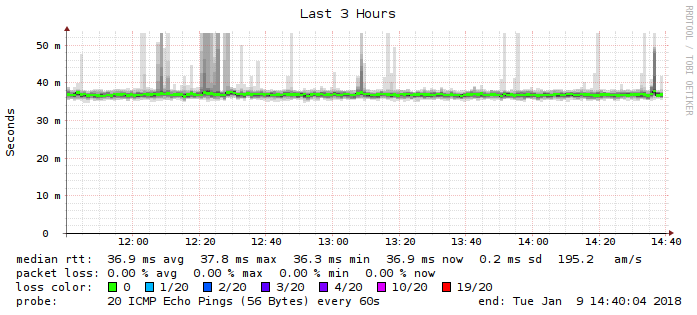 Last 3 Hours
RRDTOOL / TOBI OETIKER
Seconds
50 m
40 m
30 m
20 m
10 m
0
12:00 12:20 12:40 13:00 13:20 13:40 14:00 14:20 14:40
median rtt: 36.9 ms avg 37.8 ms max 36.3 ms min 36.9 ms now 0.2 ms sd 195.2 am/s
packet loss: 0.00 % avg 0.00 % max 0.00 % min 0.00 % now
loss color: 0 1/20 2/20 3/20 4/20 10/20 19/20
probe: 20 ICMP Echo Pings (56 Bytes) every 60s end: Tue Jan 9 14:40:04 2018